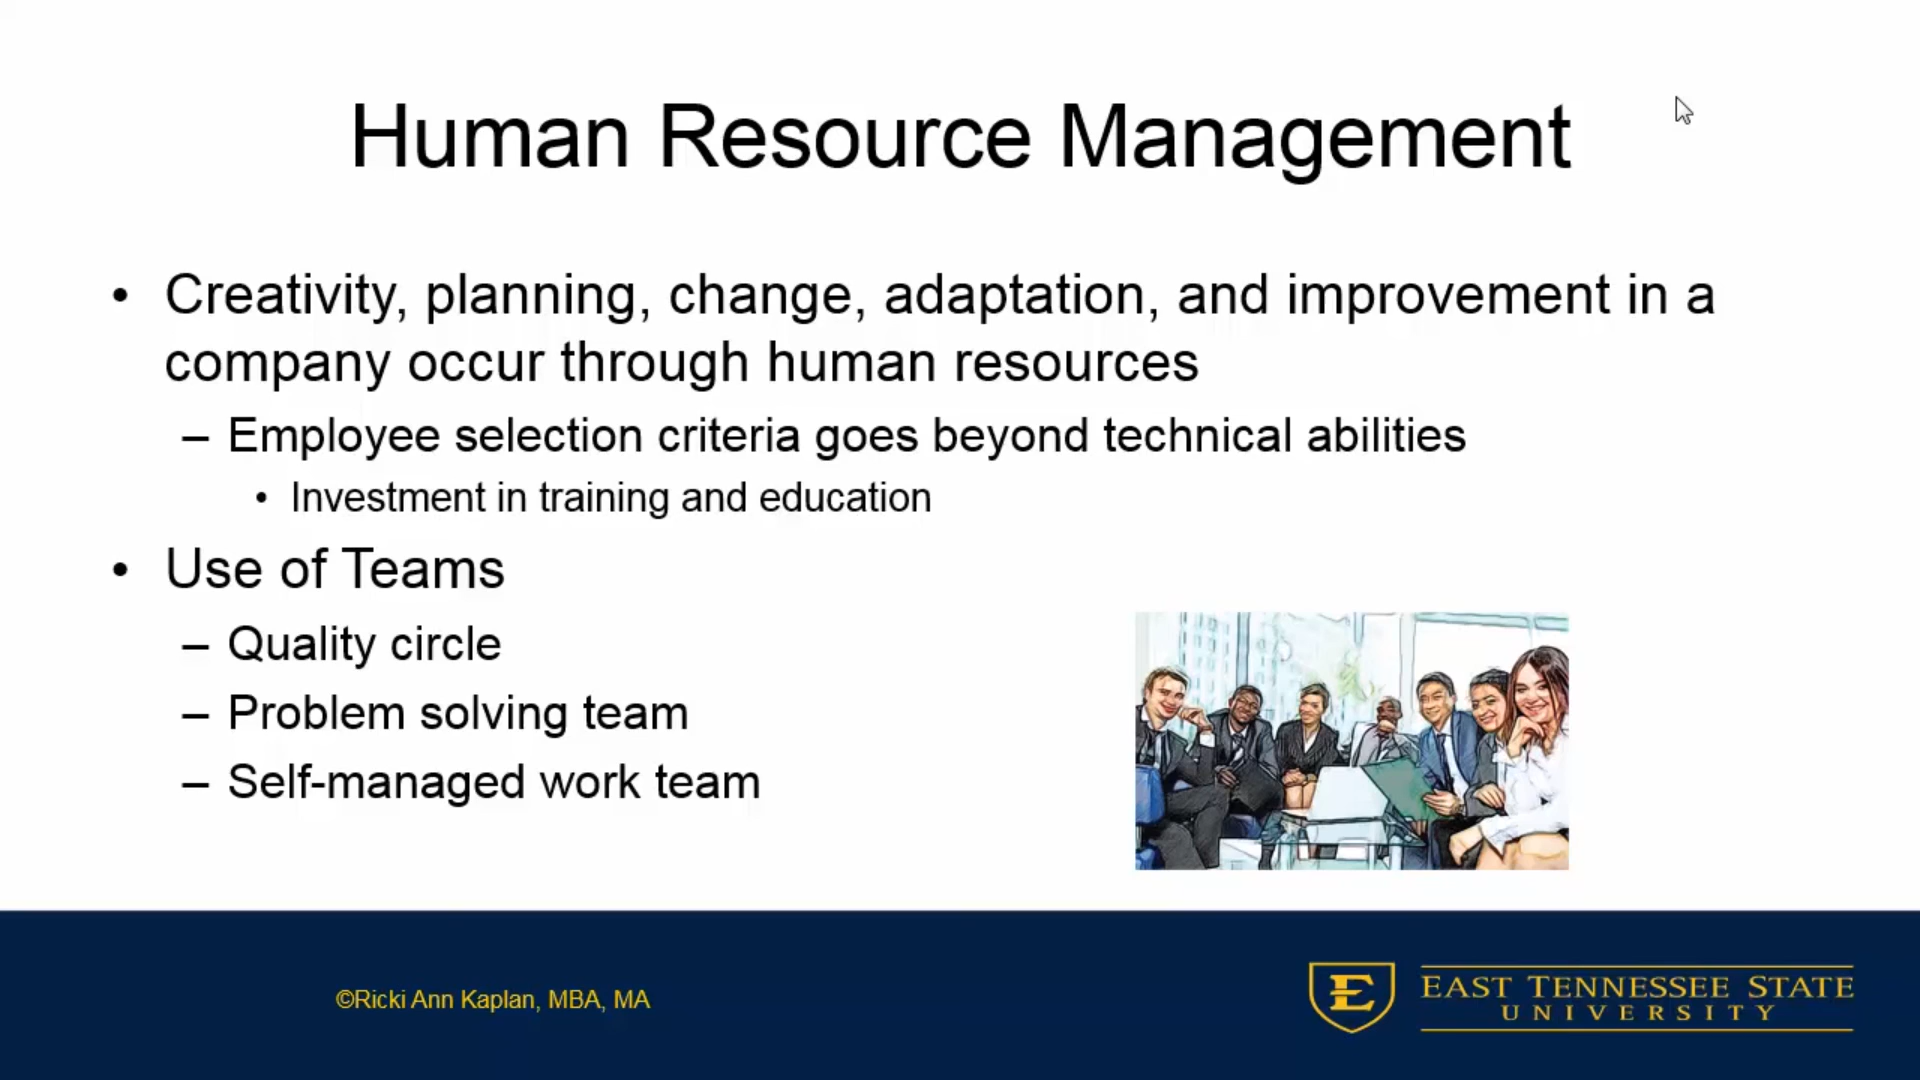 Human Resource Management
• Creativity, planning, change, adaptation, and improvement in a
company occur through human resources
– Employee selection criteria goes beyond technical abilities
• Investment in training and education
• Use of Teams
– Quality circle
– Problem solving team
– Self-managed work team
©Ricki Ann Kaplan, MBA, MA
E
EAST TENNESSEE STATE
UNIVERSITY